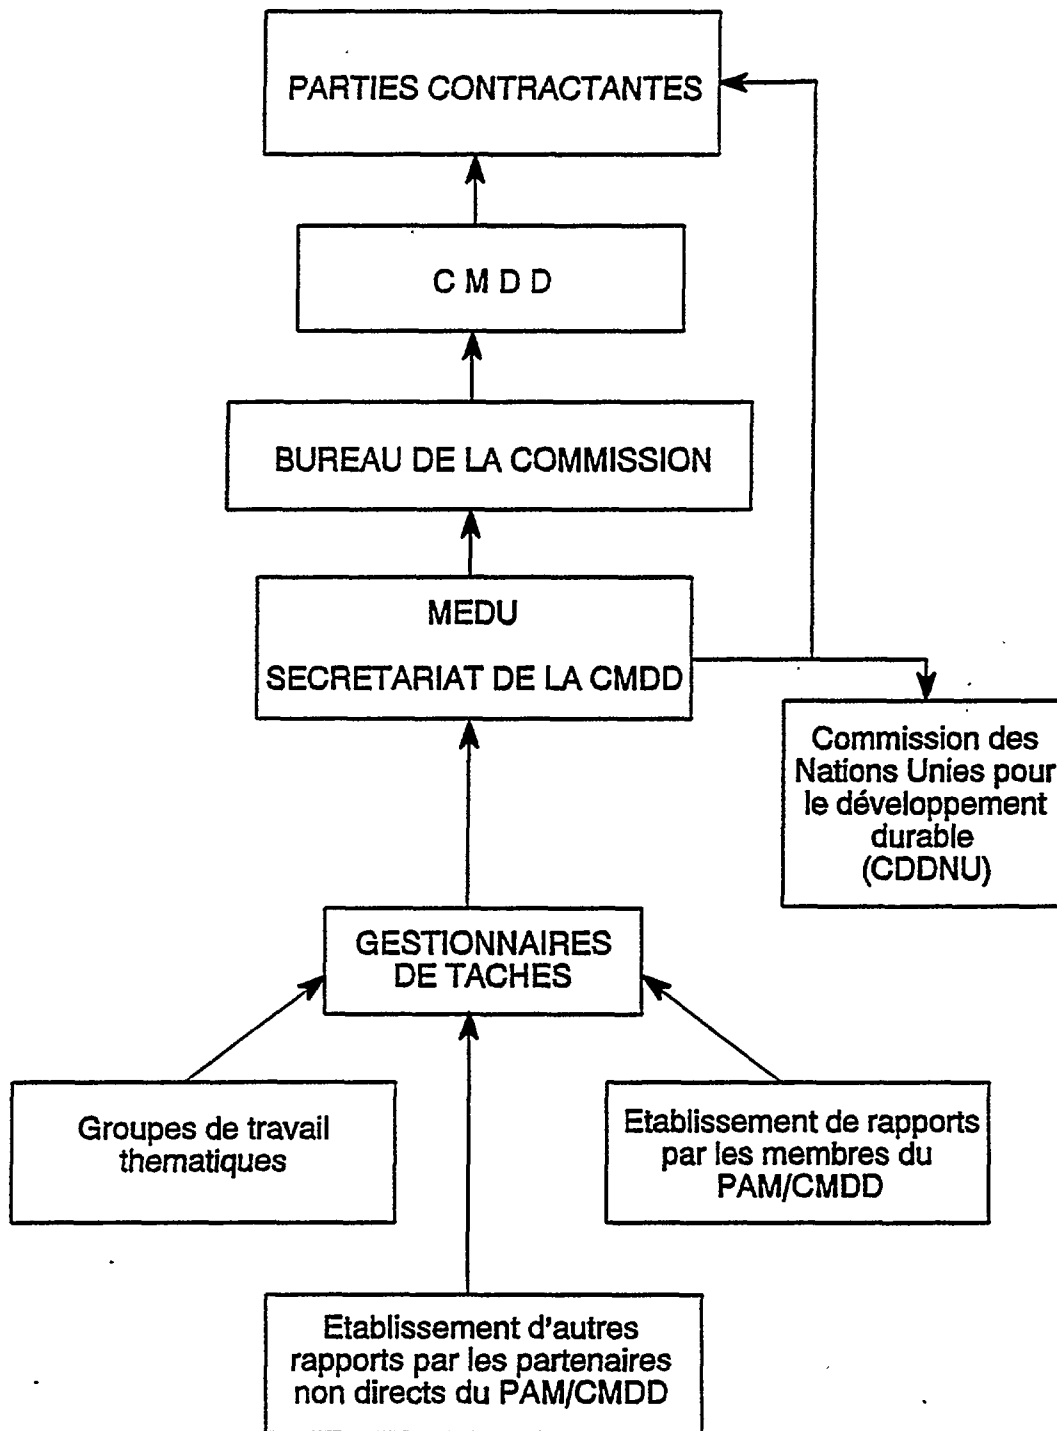 PARTIES CONTRACTANTES
C M D D
BUREAU DE LA COMMISSION
MEDU
SECRETARIAT DE LA CMDD
Commission des
Nations Unies pour
le développement
durable
(CDDNU)
GESTIONNAIRES
DE TACHES
Groupes de travail
thematiques
Etablissement de rapports
par les membres du
PAM/CMDD
Etablissement d'autres
rapports par les partenaires
non directs du PAM/CMDD